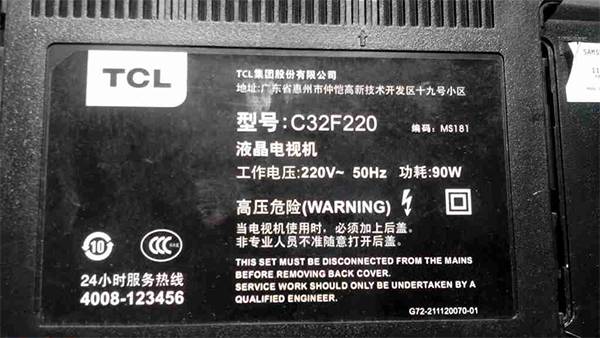 TCL
TCL集团股份有限公司
地址:广东省惠州市仲恺高新技术开发区十九号小区
型号:C32F220 编码:MS181
液晶电视机
工作电压:220V~ 50Hz 功耗:90W
高压危险(WARNING)
当电视机使用时,必须加上后盖。
非专业人员不准随意打开后盖。
THIS SET MUST BE DISCONNECTED FROM THE MAINS
BEFORE REMOVING BACK COVER.
SERVICE WORK SHOULD ONLY BE UNDERTAKEN BY A
QUALIFIED ENGINEER.
G72-211120070-01
10
CCC
24小时服务热线
4008-123456
SAMS